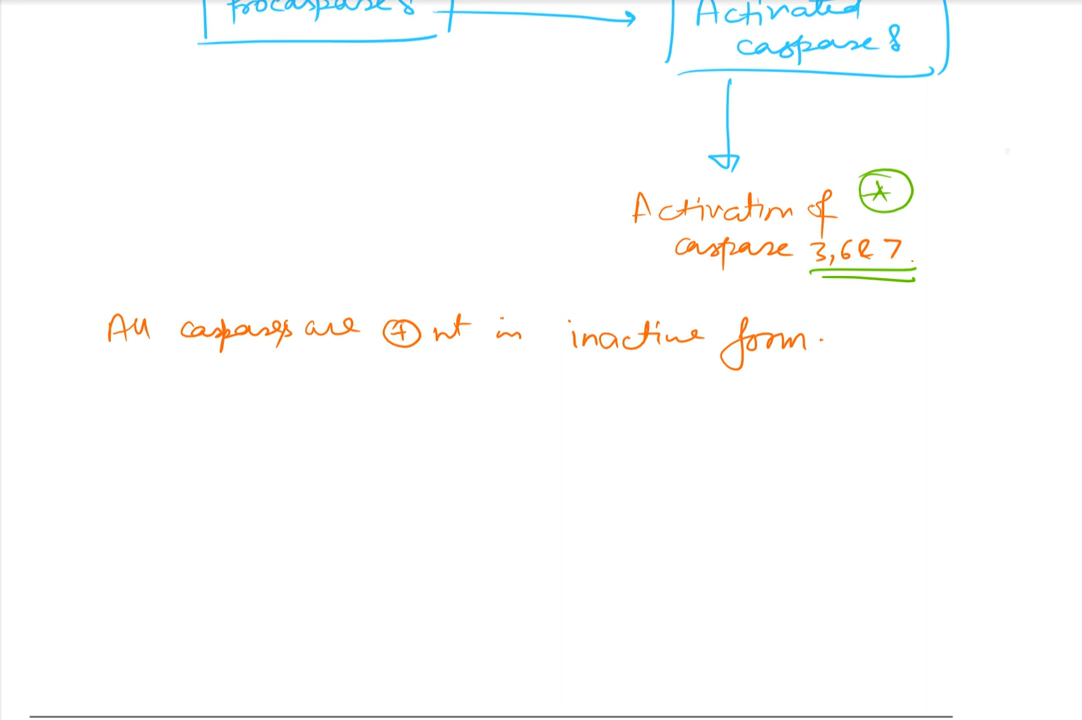 Procaspase 8
Activated
caspase 8
Activation of
caspase 3,6 & 7.
All caspases are ⊕nt in inactive form.